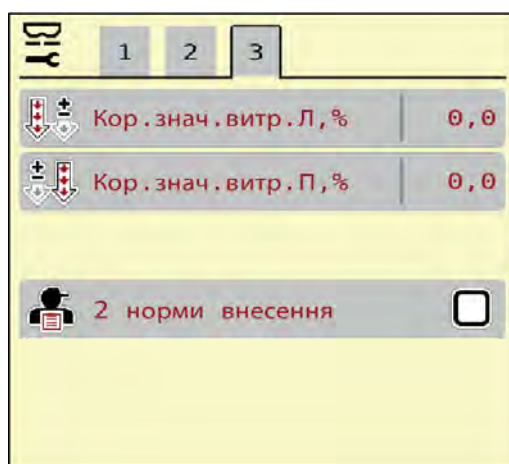 1 2 3
Кор.знач.витр.Л,% 0,0
Кор.знач.витр.П,% 0,0
2 норми внесення